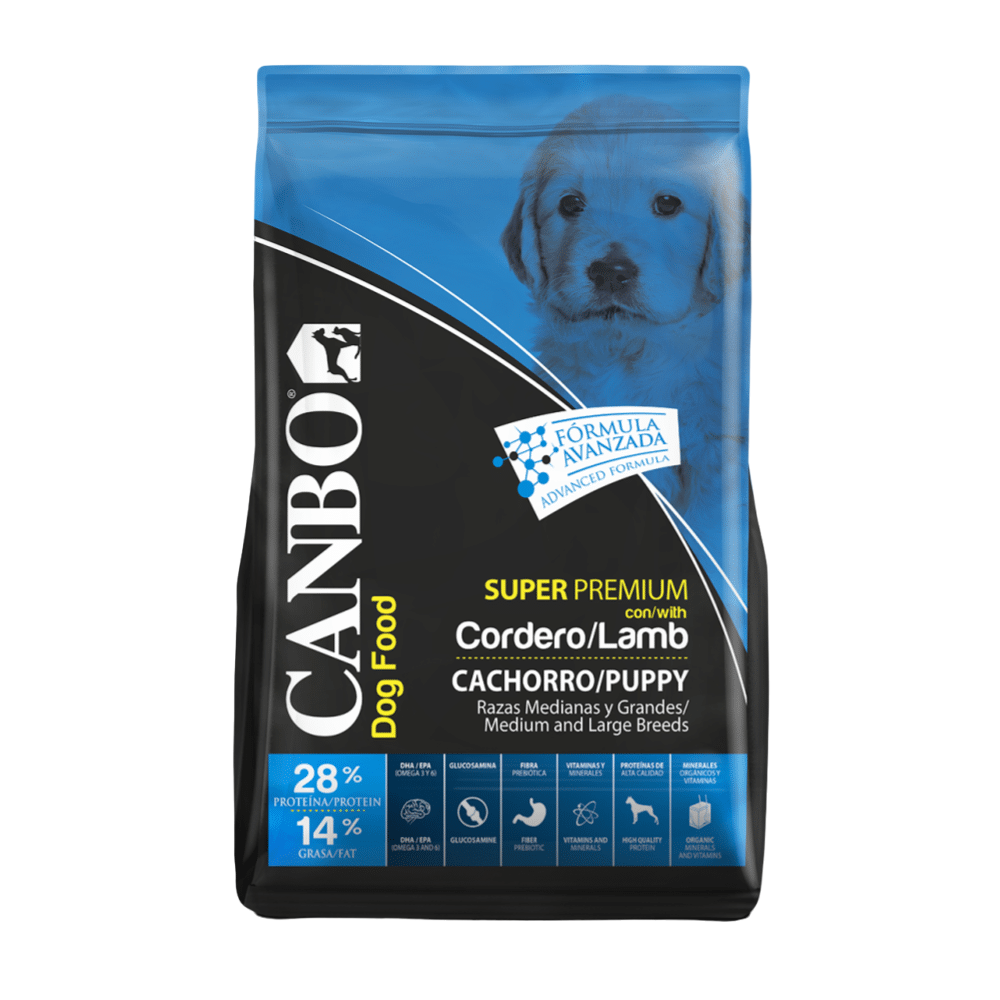 CANBO®
Dog Food
FÓRMULA
AVANZADA
ADVANCED FORMULA
SUPER PREMIUM
con/with
Cordero/Lamb
CACHORRO/PUPPY
Razas Medianas y Grandes/
Medium and Large Breeds
28%
PROTEÍNA/PROTEIN
14%
GRASA/FAT
DHA / EPA
(OMEGA 3 Y 6)
DHA / EPA
(OMEGA 3 AND 6)
GLUCOSAMINA
GLUCOSAMINE
FIBRA
PREBIÓTICA
FIBER
PREBIOTIC
VITAMINAS Y
MINERALES
VITAMINS AND
MINERALS
PROTEÍNAS DE
ALTA CALIDAD
HIGH QUALITY
PROTEIN
MINERALES
ORGÁNICOS Y
VITAMINAS
ORGANIC
MINERALS
AND VITAMINS